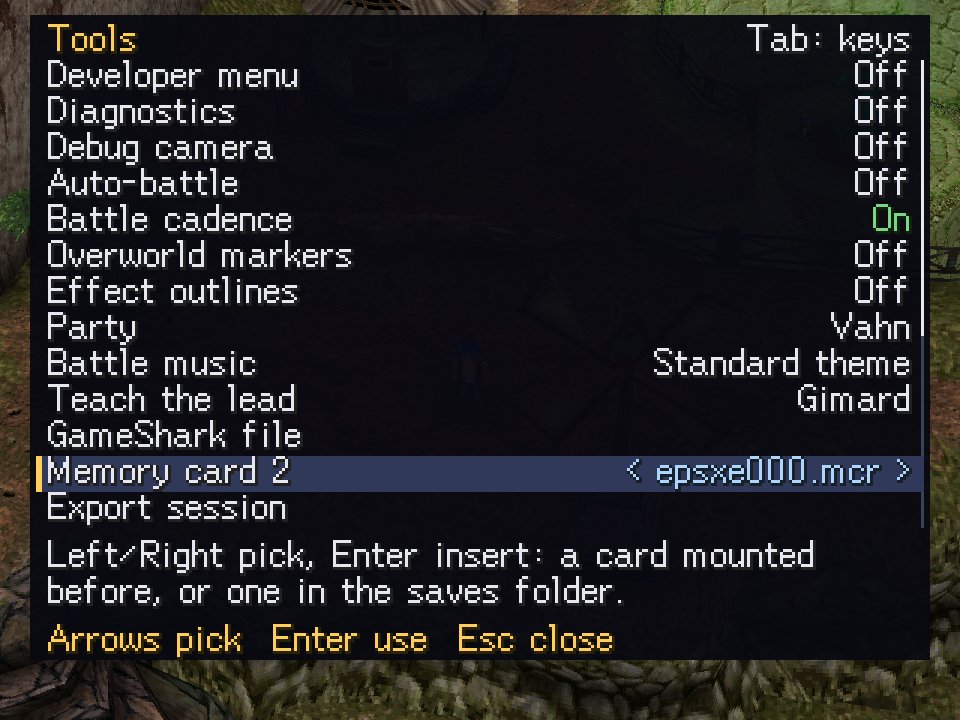 Tools Tab: keys
Developer menu Off
Diagnostics Off
Debug camera Off
Auto-battle Off
Battle cadence On
Overworld markers Off
Effect outlines Off
Party Vahn
Battle music Standard theme
Teach the lead Gimard
GameShark file
Memory card 2 < epsxe000.mcr >
Export session
Left/Right pick, Enter insert: a card mounted
before, or one in the saves folder.
Arrows pick Enter use Esc close